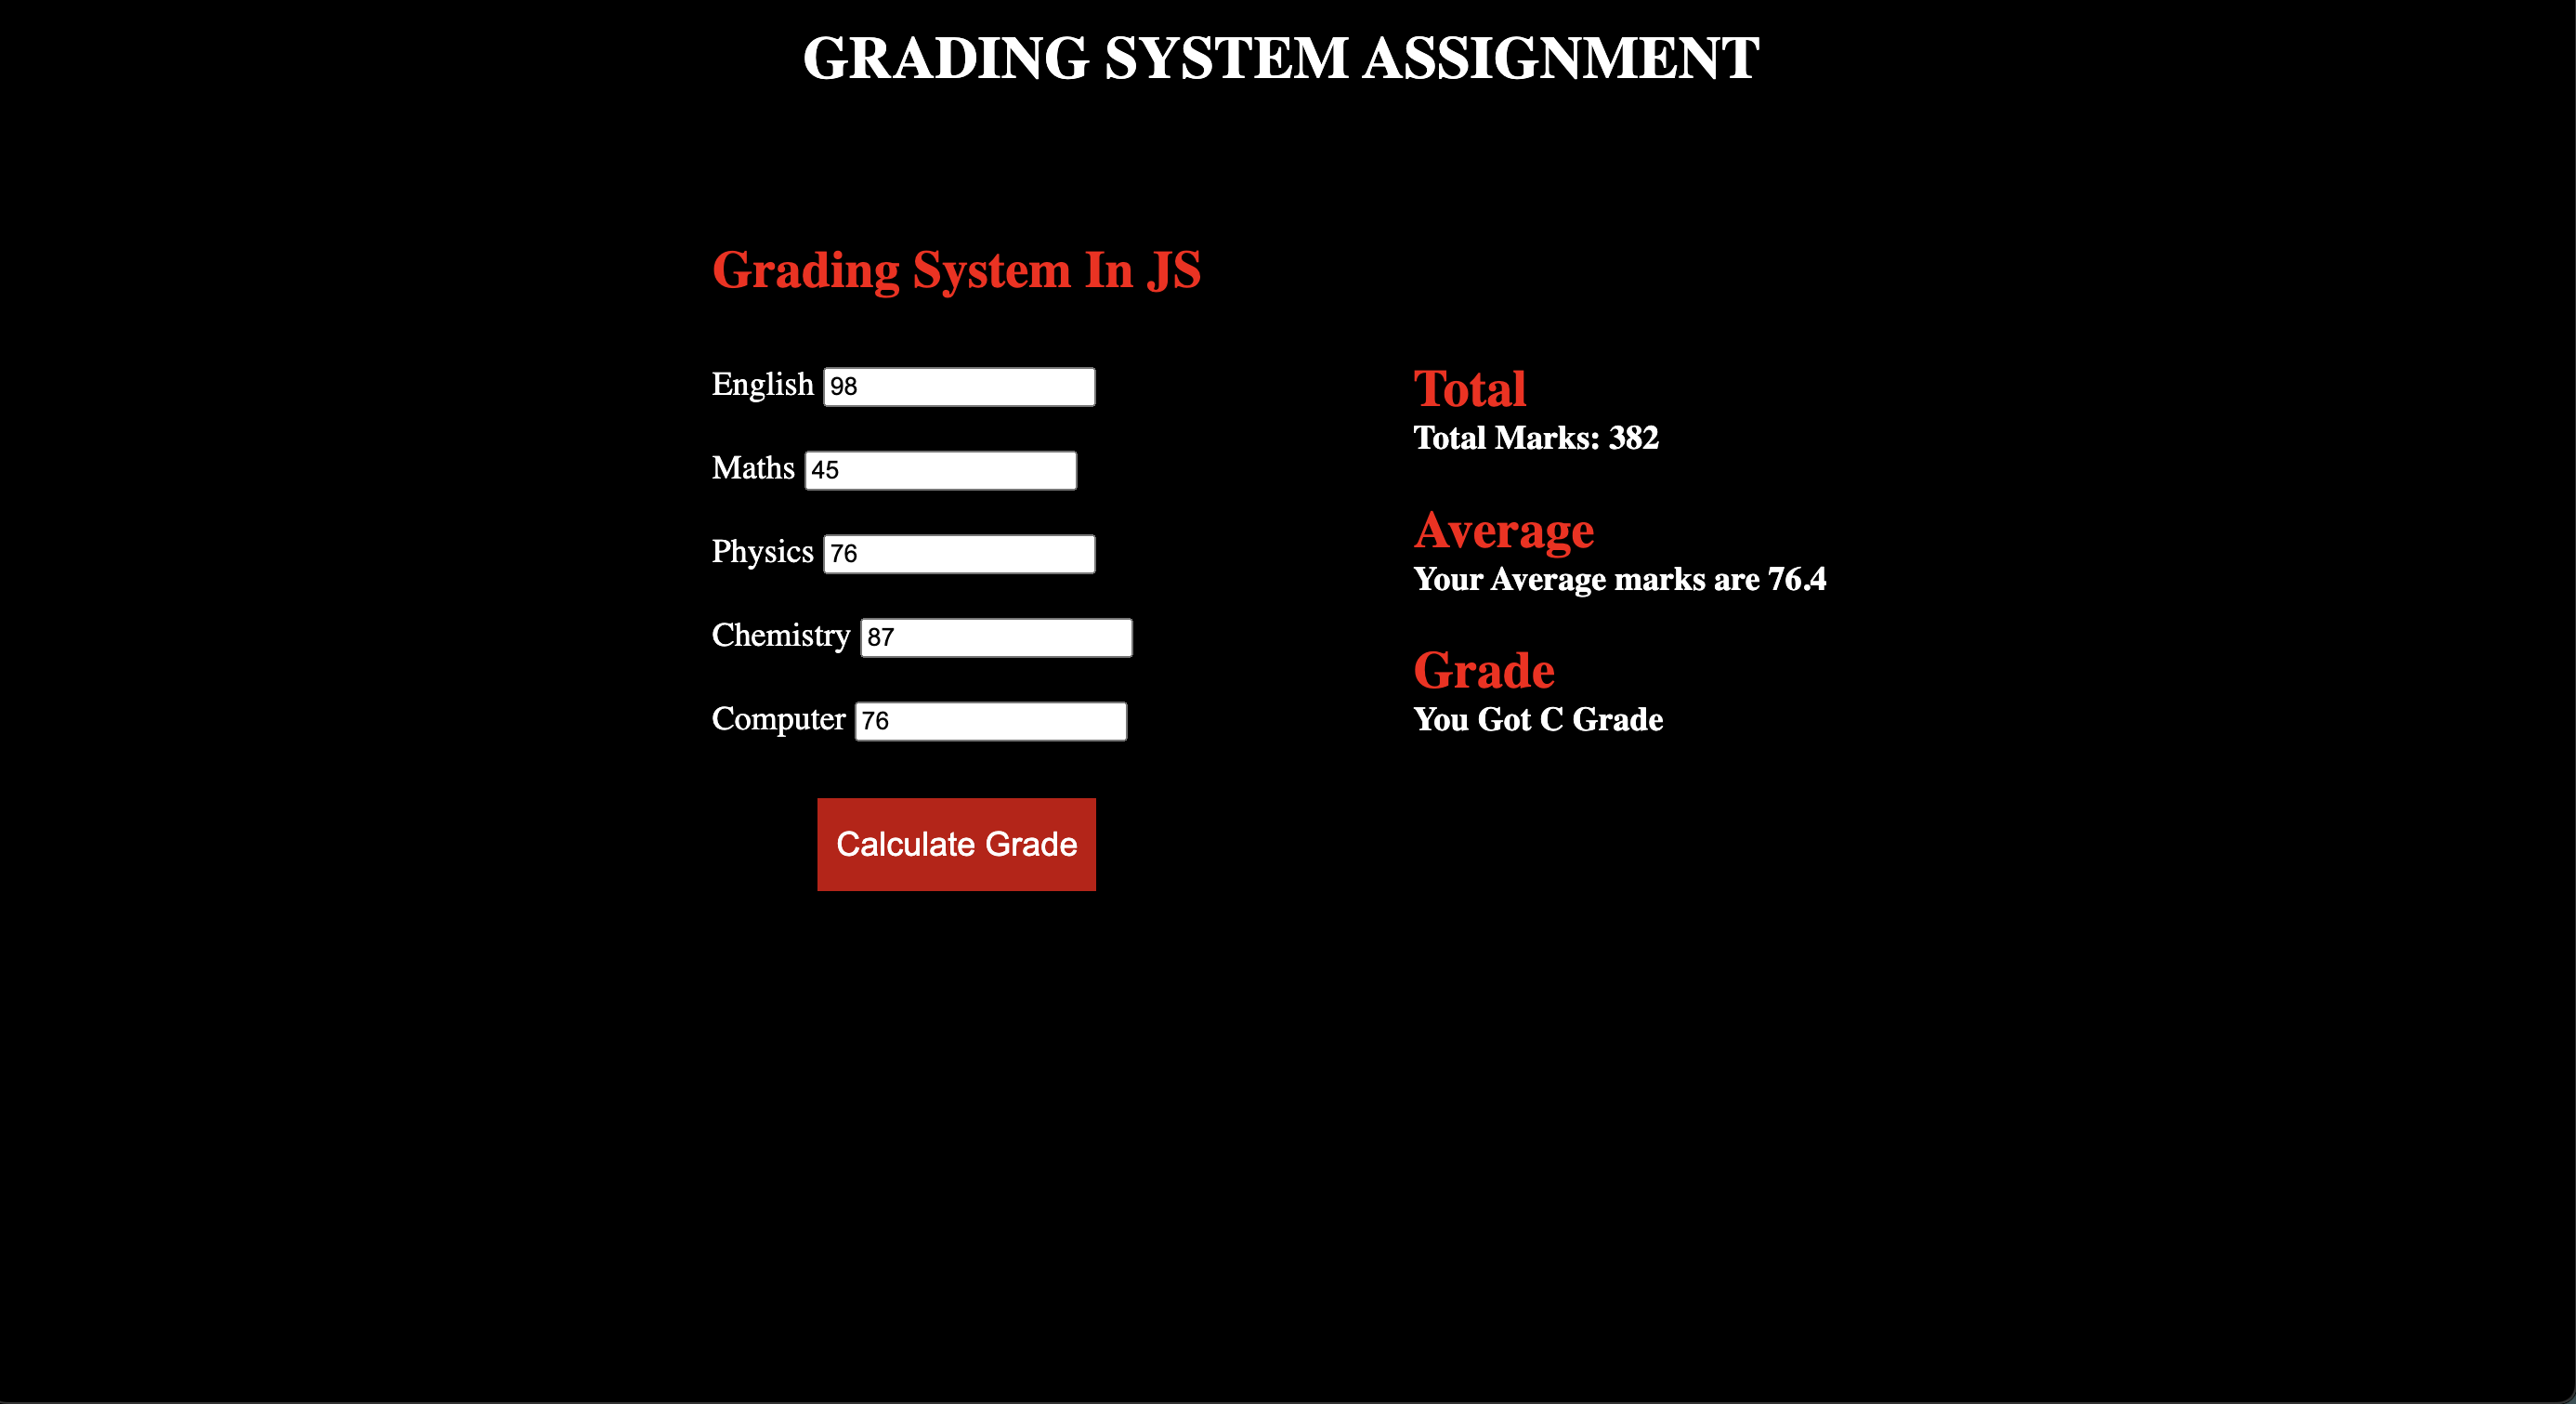 GRADING SYSTEM ASSIGNMENT
Grading System In JS
English 98
Maths 45
Physics 76
Chemistry 87
Computer 76
Calculate Grade
Total
Total Marks: 382
Average
Your Average marks are 76.4
Grade
You Got C Grade